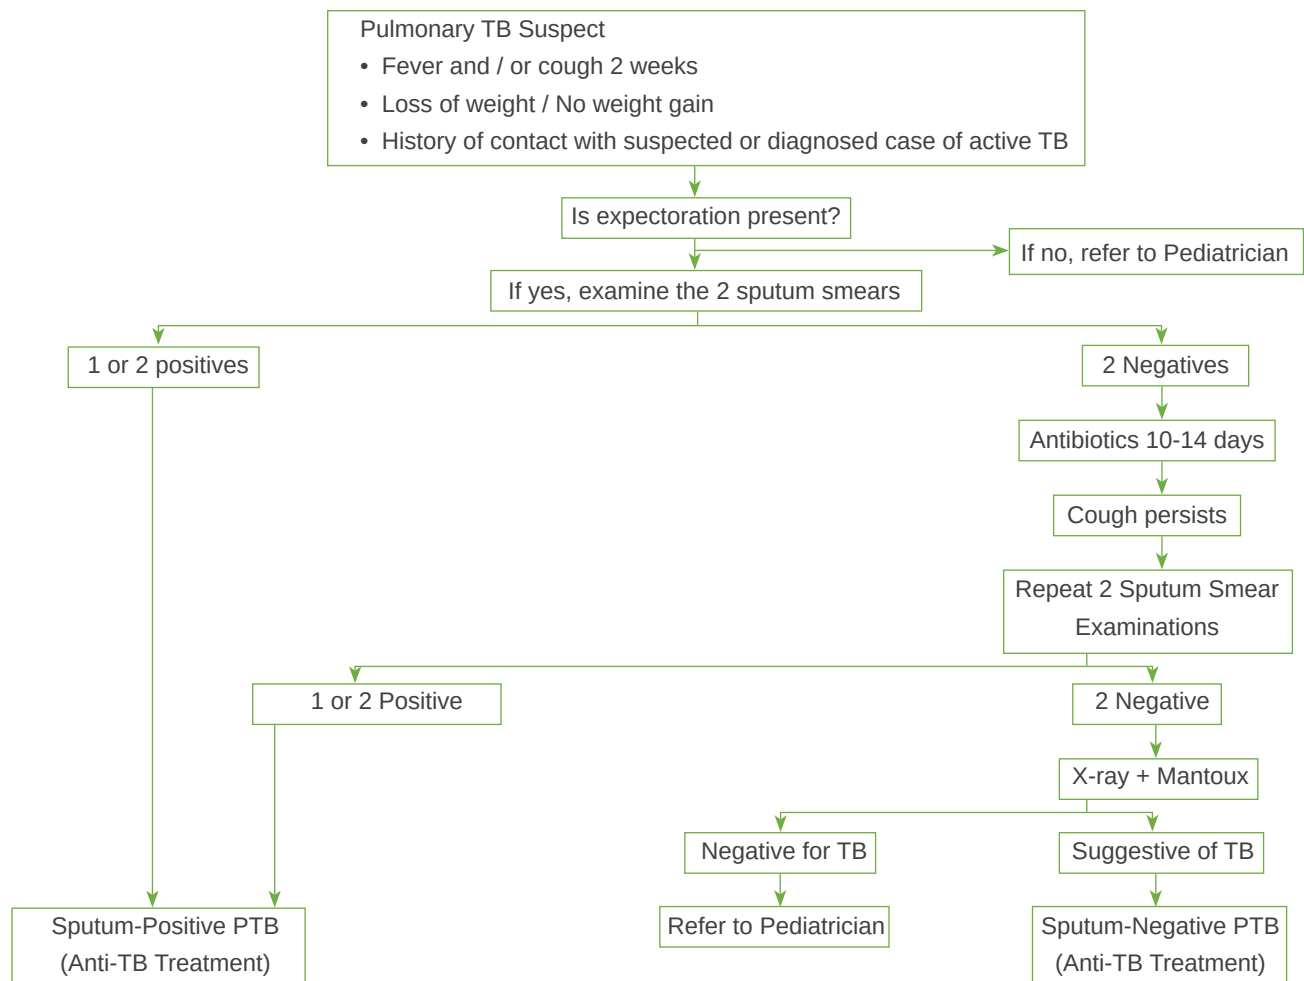 Pulmonary TB Suspect
• Fever and / or cough 2 weeks
• Loss of weight / No weight gain
• History of contact with suspected or diagnosed case of active TB
Is expectoration present?
If no, refer to Pediatrician
If yes, examine the 2 sputum smears
1 or 2 positives
2 Negatives
Antibiotics 10-14 days
Cough persists
Repeat 2 Sputum Smear
Examinations
1 or 2 Positive
2 Negative
X-ray + Mantoux
Negative for TB
Suggestive of TB
Sputum-Positive PTB
(Anti-TB Treatment)
Refer to Pediatrician
Sputum-Negative PTB
(Anti-TB Treatment)